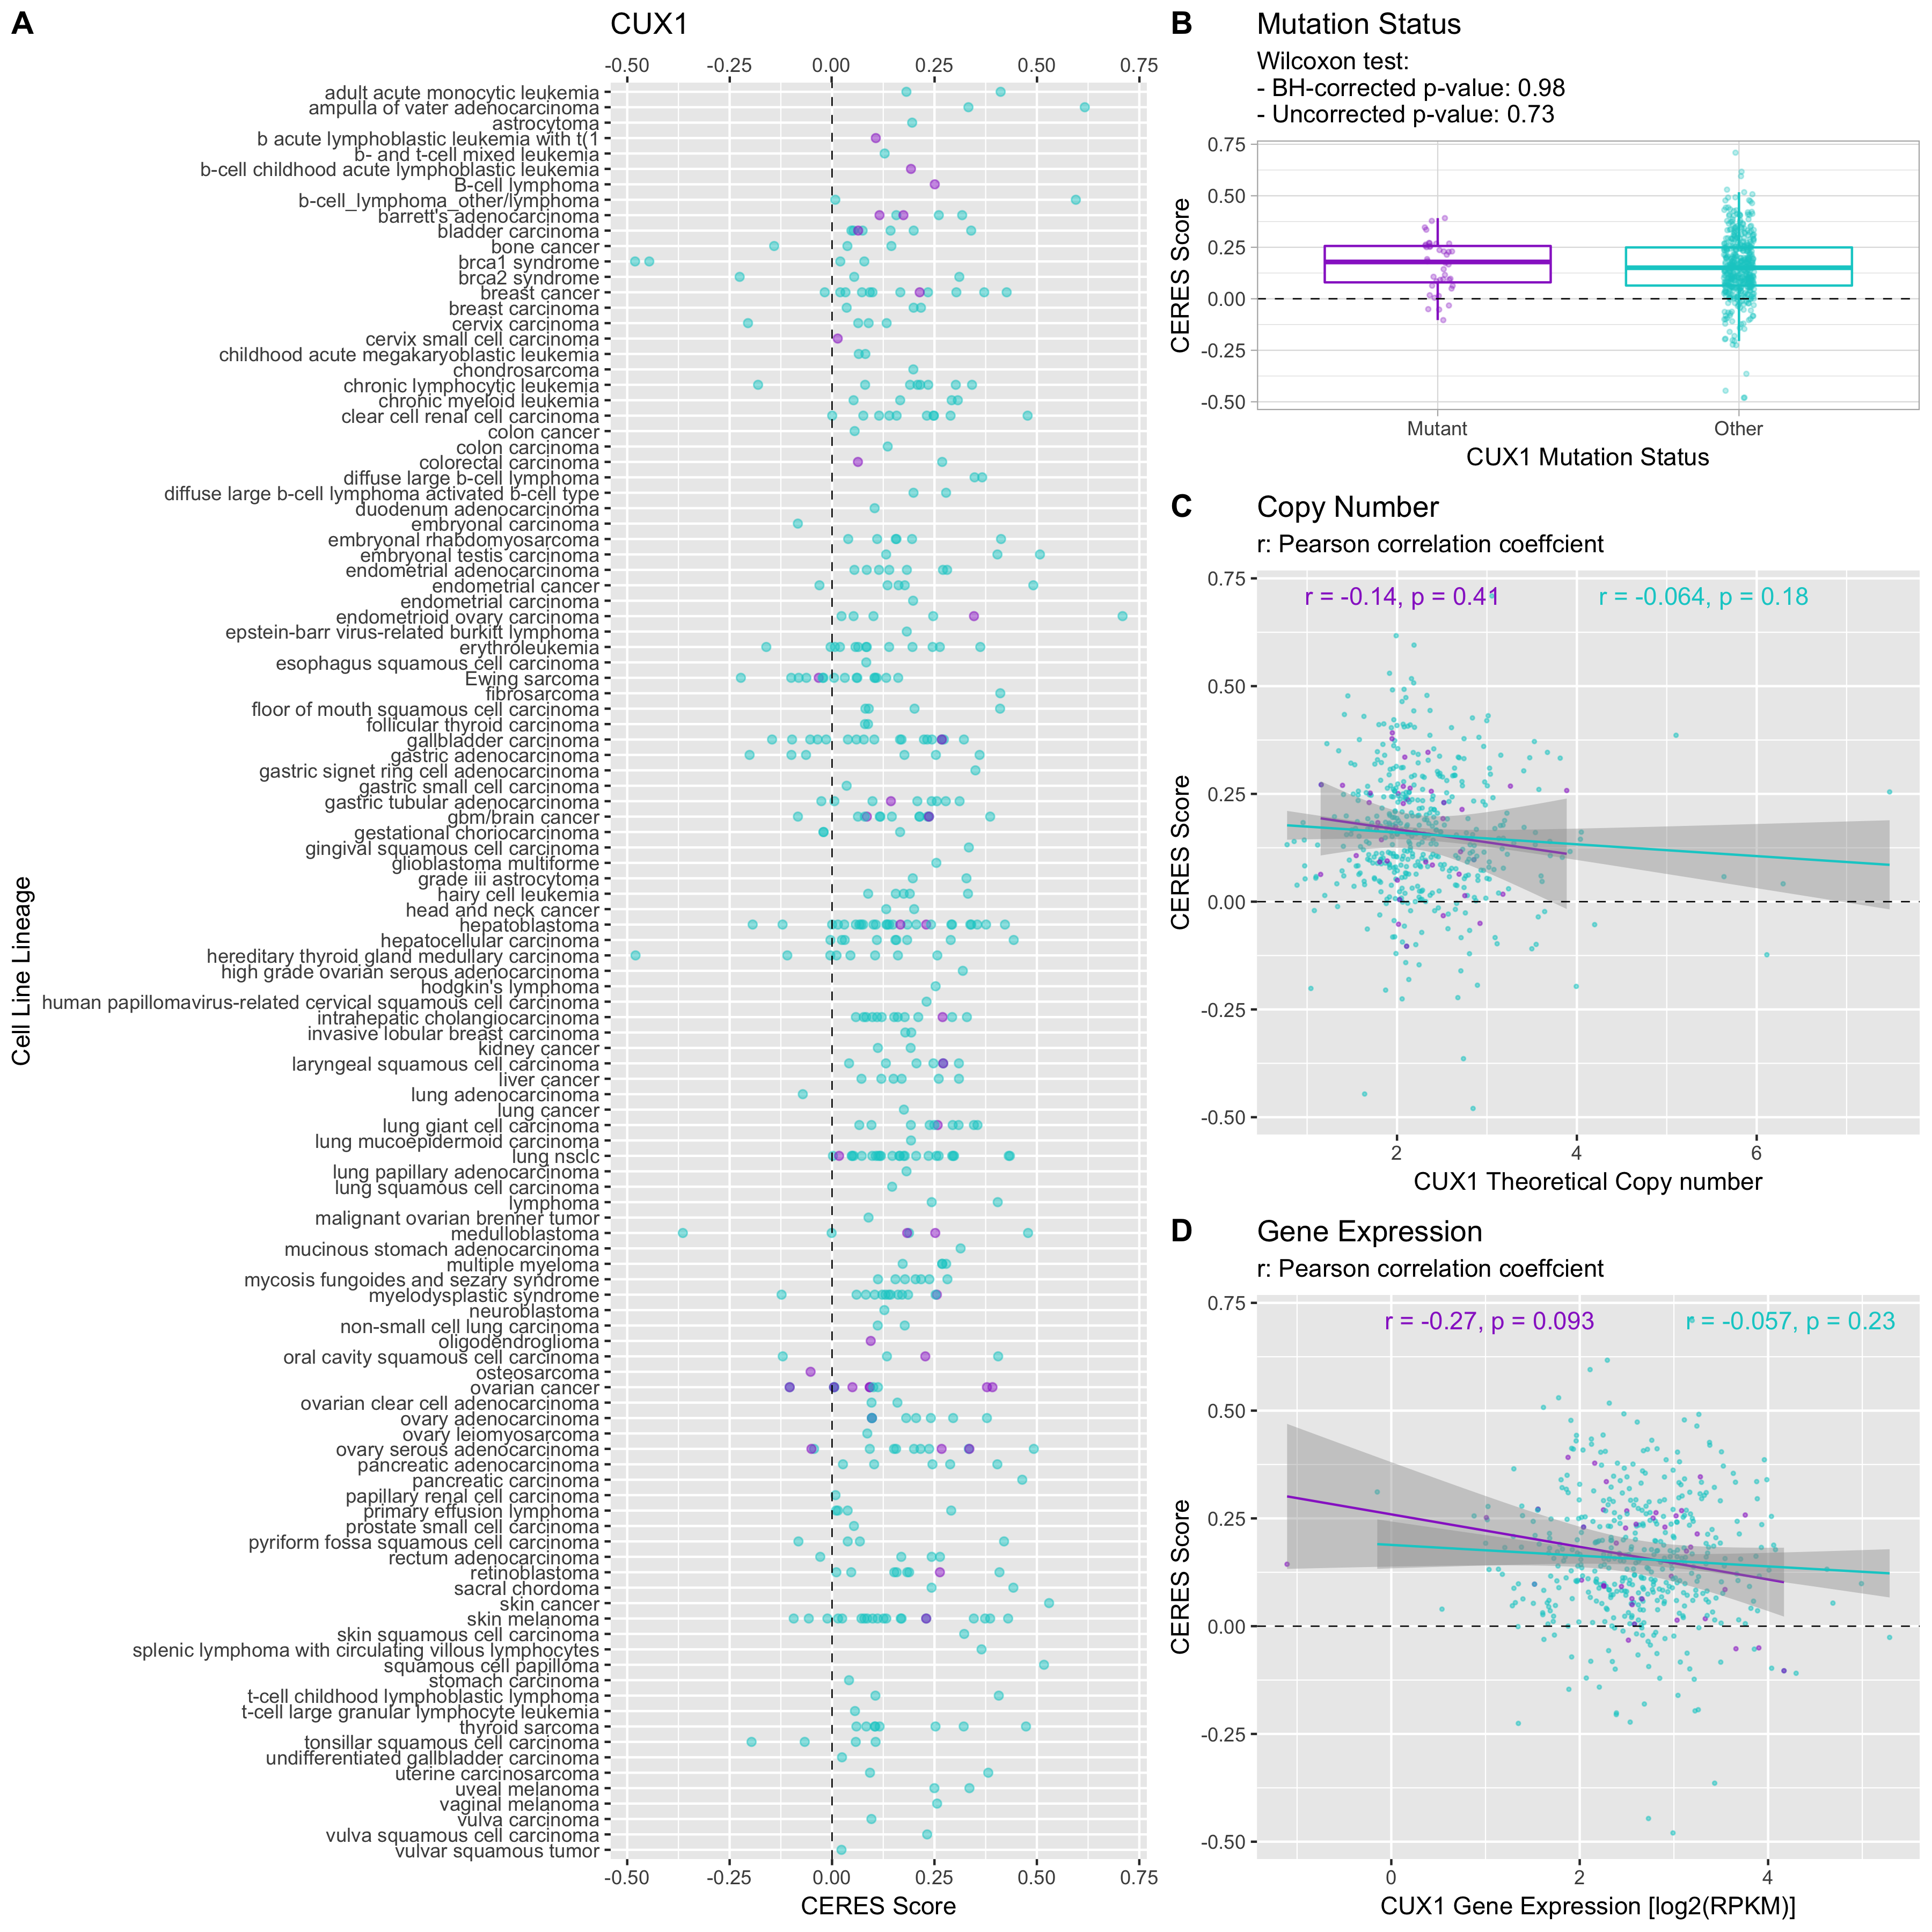 A
CUX1
-0.50 -0.25 0.00 0.25 0.50 0.75
adult acute monocytic leukemia
ampulla of vater adenocarcinoma
astrocytoma
b acute lymphoblastic leukemia with t(1
b- and t-cell mixed leukemia
b-cell childhood acute lymphoblastic leukemia
B-cell lymphoma
b-cell_lymphoma_other/lymphoma
barrett's adenocarcinoma
bladder carcinoma
bone cancer
brca1 syndrome
brca2 syndrome
breast cancer
breast carcinoma
cervix carcinoma
cervix small cell carcinoma
childhood acute megakaryoblastic leukemia
chondrosarcoma
chronic lymphocytic leukemia
chronic myeloid leukemia
clear cell renal cell carcinoma
colon cancer
colon carcinoma
colorectal carcinoma
diffuse large b-cell lymphoma
diffuse large b-cell lymphoma activated b-cell type
duodenum adenocarcinoma
embryonal carcinoma
embryonal rhabdomyosarcoma
embryonal testis carcinoma
endometrial adenocarcinoma
endometrial cancer
endometrial carcinoma
endometrioid ovary carcinoma
epstein-barr virus-related burkitt lymphoma
erythroleukemia
esophagus squamous cell carcinoma
Ewing sarcoma
fibrosarcoma
floor of mouth squamous cell carcinoma
follicular thyroid carcinoma
gallbladder carcinoma
gastric adenocarcinoma
gastric signet ring cell adenocarcinoma
gastric small cell carcinoma
gastric tubular adenocarcinoma
gbm/brain cancer
gestational choriocarcinoma
gingival squamous cell carcinoma
glioblastoma multiforme
grade iii astrocytoma
hairy cell leukemia
head and neck cancer
hepatoblastoma
hepatocellular carcinoma
hereditary thyroid gland medullary carcinoma
high grade ovarian serous adenocarcinoma
hodgkin's lymphoma
human papillomavirus-related cervical squamous cell carcinoma
intrahepatic cholangiocarcinoma
invasive lobular breast carcinoma
kidney cancer
laryngeal squamous cell carcinoma
liver cancer
lung adenocarcinoma
lung cancer
lung giant cell carcinoma
lung mucoepidermoid carcinoma
lung nsclc
lung papillary adenocarcinoma
lung squamous cell carcinoma
lymphoma
malignant ovarian brenner tumor
medulloblastoma
mucinous stomach adenocarcinoma
multiple myeloma
mycosis fungoides and sezary syndrome
myelodysplastic syndrome
neuroblastoma
non-small cell lung carcinoma
oligodendroglioma
oral cavity squamous cell carcinoma
osteosarcoma
ovarian cancer
ovarian clear cell adenocarcinoma
ovary adenocarcinoma
ovary leiomyosarcoma
ovary serous adenocarcinoma
pancreatic adenocarcinoma
pancreatic carcinoma
papillary renal cell carcinoma
primary effusion lymphoma
prostate small cell carcinoma
pyriform fossa squamous cell carcinoma
rectum adenocarcinoma
retinoblastoma
sacral chordoma
skin cancer
skin melanoma
skin squamous cell carcinoma
splenic lymphoma with circulating villous lymphocytes
squamous cell papilloma
stomach carcinoma
t-cell childhood lymphoblastic lymphoma
t-cell large granular lymphocyte leukemia
thyroid sarcoma
tonsillar squamous cell carcinoma
undifferentiated gallbladder carcinoma
uterine carcinosarcoma
uveal melanoma
vaginal melanoma
vulva carcinoma
vulva squamous cell carcinoma
vulvar squamous tumor
-0.50 -0.25 0.00 0.25 0.50 0.75
CERES Score
Cell Line Lineage
B
Mutation Status
Wilcoxon test:
- BH-corrected p-value: 0.98
- Uncorrected p-value: 0.73
0.75
0.50
0.25
0.00
-0.25
-0.50
CERES Score
Mutant Other
CUX1 Mutation Status
C
Copy Number
r: Pearson correlation coeffcient
r = -0.14, p = 0.41 r = -0.064, p = 0.18
0.75
0.50
0.25
0.00
-0.25
-0.50
CERES Score
2 4 6
CUX1 Theoretical Copy number
D
Gene Expression
r: Pearson correlation coeffcient
r = -0.27, p = 0.093 r = -0.057, p = 0.23
0.75
0.50
0.25
0.00
-0.25
-0.50
CERES Score
0 2 4
CUX1 Gene Expression [log2(RPKM)]